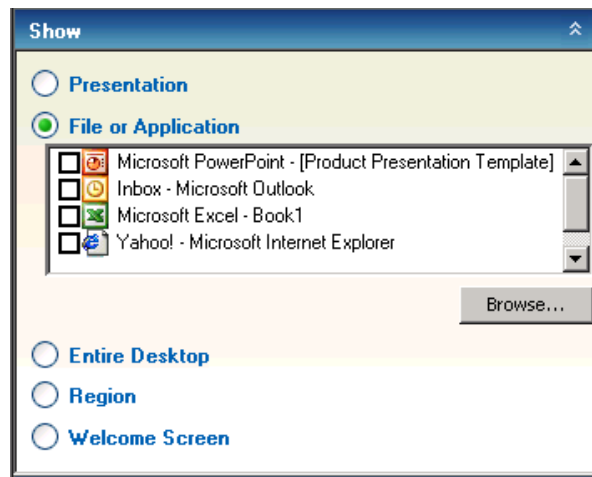 Show
Presentation
File or Application
Microsoft PowerPoint - [Product Presentation Template]
Inbox - Microsoft Outlook
Microsoft Excel - Book1
Yahoo! - Microsoft Internet Explorer
Browse...
Entire Desktop
Region
Welcome Screen